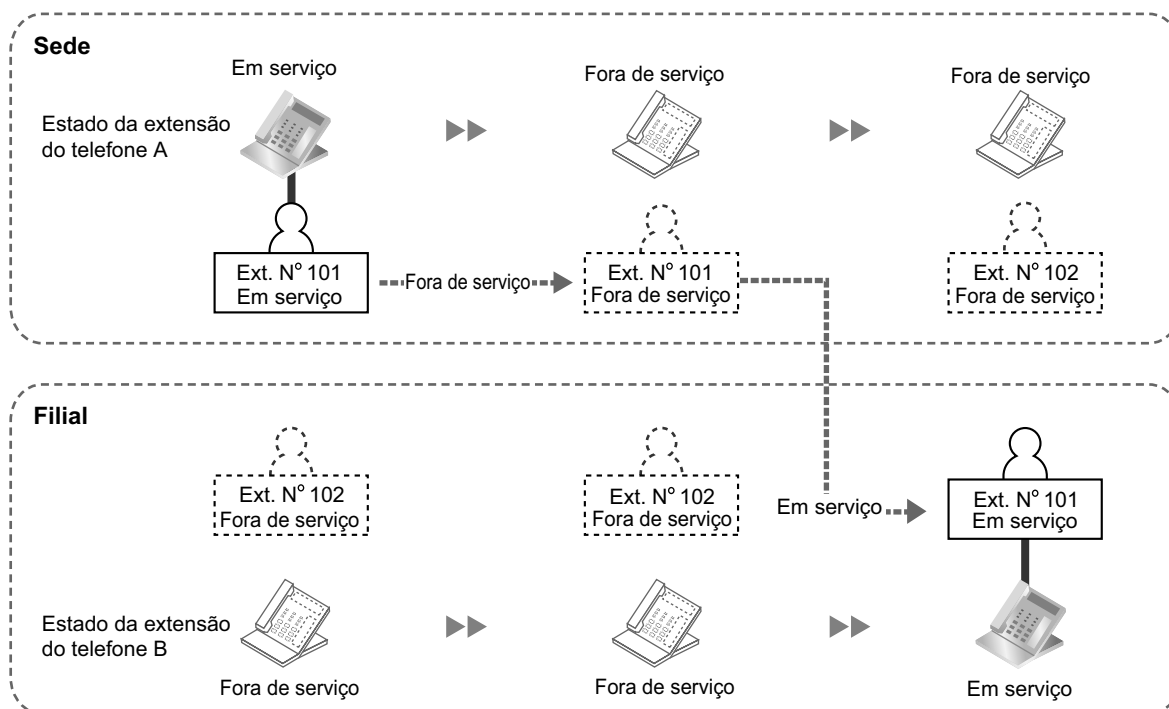 Sede
Em serviço
Fora de serviço
Fora de serviço
Estado da extensão
do telefone A
Ext. N° 101
Em serviço
Fora de serviço
Ext. N° 101
Fora de serviço
Ext. N° 102
Fora de serviço
Filial
Ext. N° 102
Fora de serviço
Ext. N° 102
Fora de serviço
Em serviço
Ext. N° 101
Em serviço
Estado da extensão
do telefone B
Fora de serviço
Fora de serviço
Em serviço